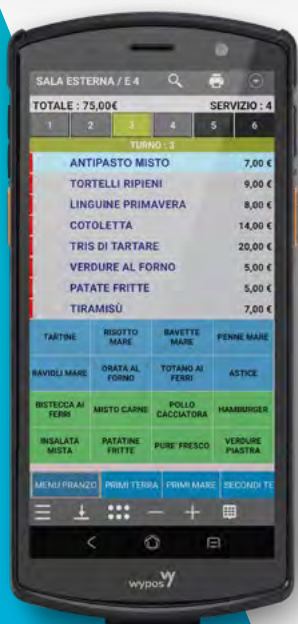 SALA ESTERNA / E 4
TOTALE : 75,00€ SERVIZIO : 4
1 2 3 4 5 6
TURNO : 3
ANTIPASTO MISTO 7,00 €
TORTELLI RIPIENI 9,00 €
LINGUINE PRIMAVERA 8,00 €
COTOLETTA 14,00 €
TRIS DI TARTARE 20,00 €
VERDURE AL FORNO 5,00 €
PATATE FRITTE 5,00 €
TIRAMISÙ 7,00 €
TARTINE RISOTTO MARE BAVETTE MARE PENNE MARE
RAVIOLI MARE ORATA AL FORNO TOTANO AI FERRI ASTICE
BISTECCA AI FERRI MISTO CARNE POLLO CACCIATORA HAMBURGER
INSALATA MISTA PATATINE FRITTE PURE' FRESCO VERDURE PIASTRA
MENU PRANZO PRIMI TERRA PRIMI MARE SECONDI TE
wypos